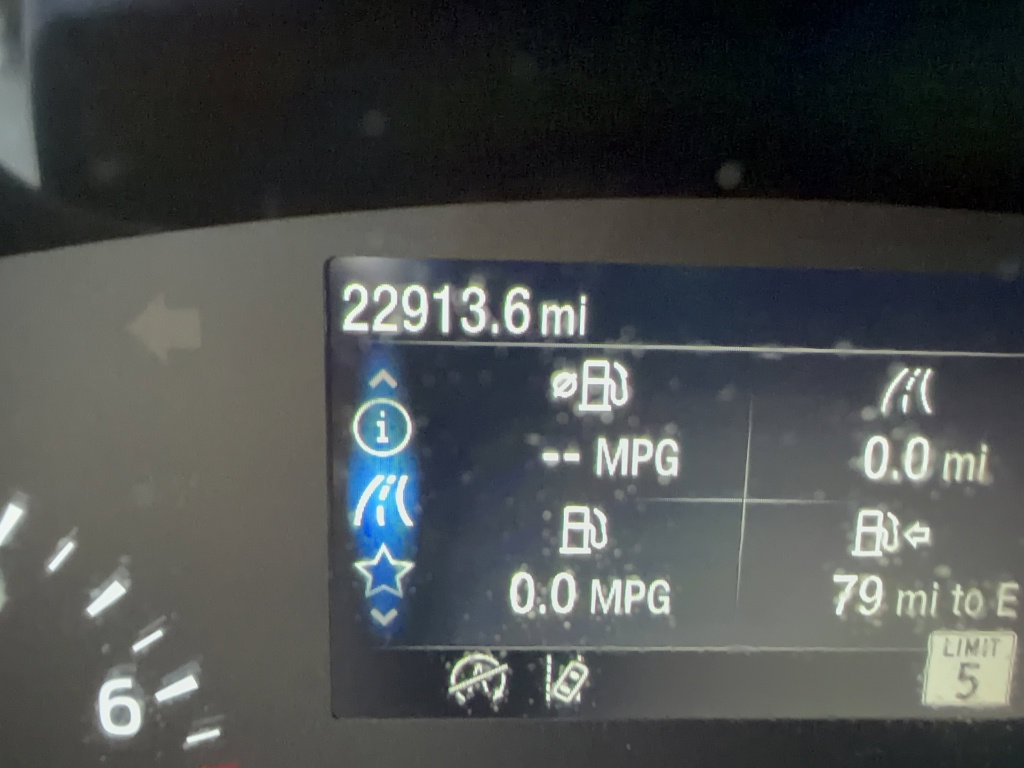 22913.6 mi
-- MPG
0.0 mi
0.0 MPG
79 mi to E
LIMIT
5
6